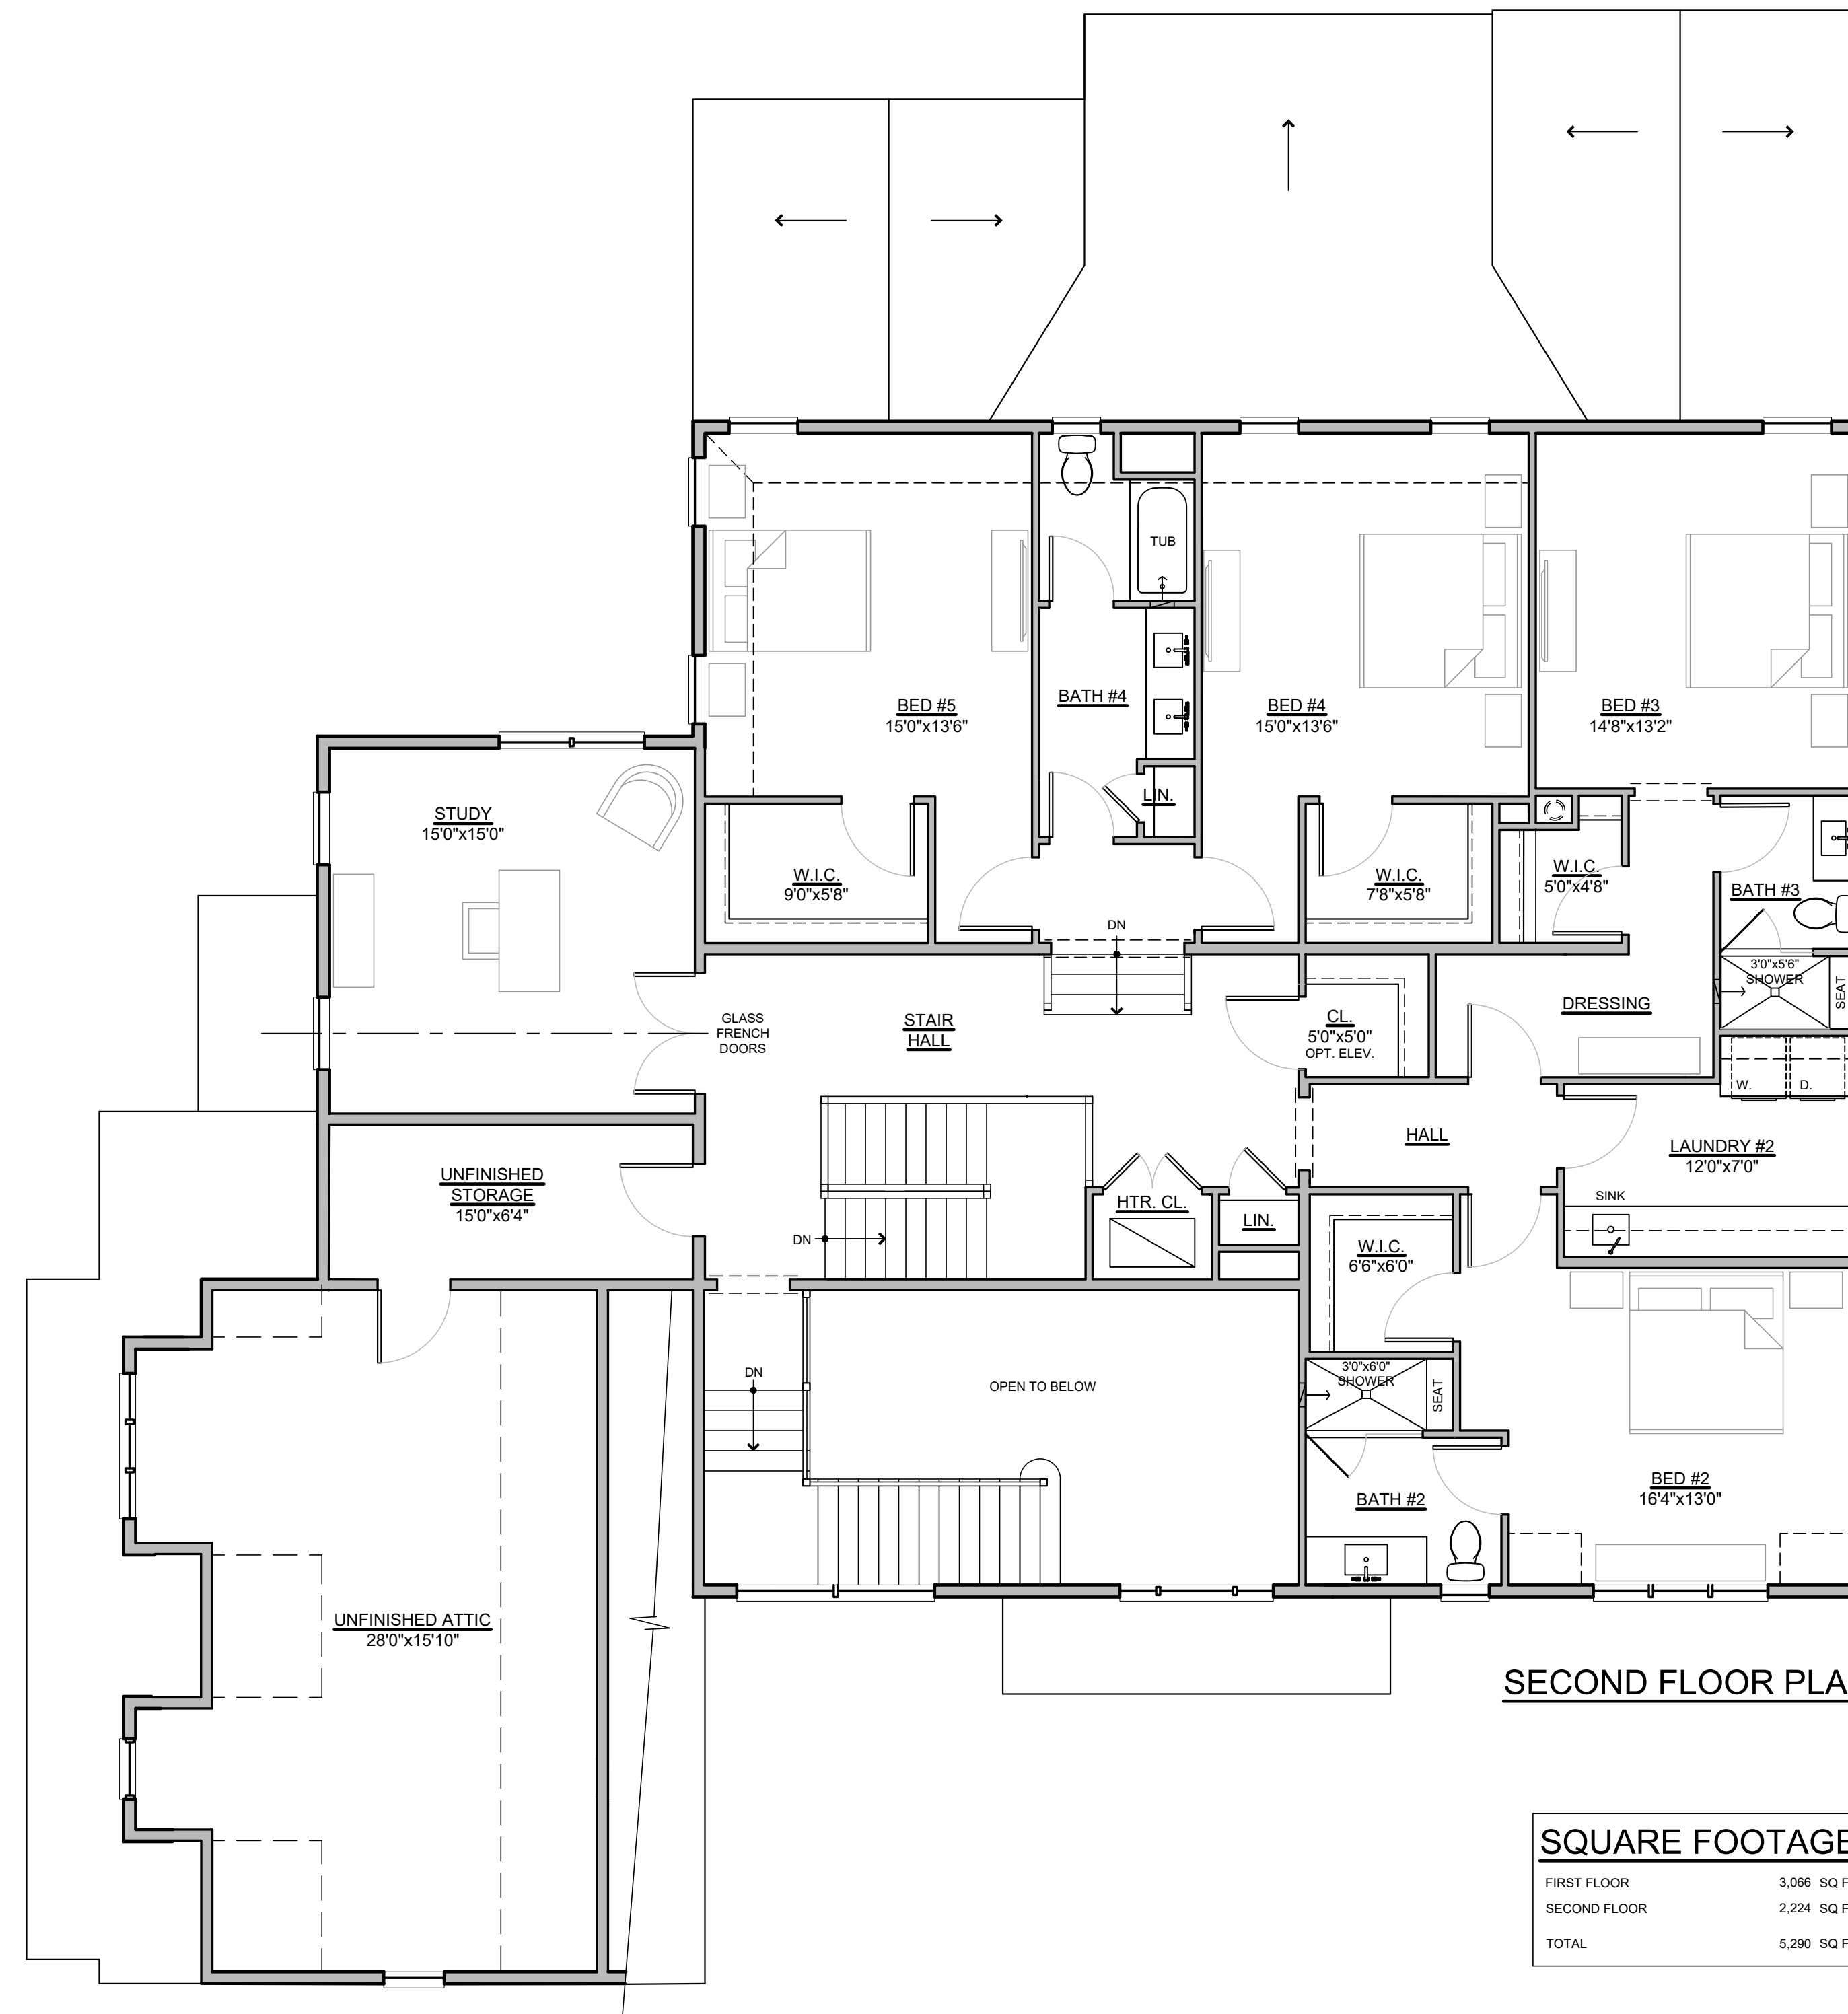 TUB
BED #5
15'0"x13'6"
BATH #4
BED #4
15'0"x13'6"
BED #3
14'8"x13'2"
STUDY
15'0"x15'0"
LIN.
W.I.C.
9'0"x5'8"
W.I.C.
7'8"x5'8"
W.I.C.
5'0"x4'8"
BATH #3
DN
3'0"x5'6"
SHOWER
SEAT
GLASS
FRENCH
DOORS
STAIR
HALL
CL.
5'0"x5'0"
OPT. ELEV.
DRESSING
W.
D.
HALL
LAUNDRY #2
12'0"x7'0"
UNFINISHED
STORAGE
15'0"x6'4"
HTR. CL.
LIN.
SINK
DN
W.I.C.
6'6"x6'0"
DN
OPEN TO BELOW
3'0"x6'0"
SHOWER
SEAT
BATH #2
BED #2
16'4"x13'0"
UNFINISHED ATTIC
28'0"x15'10"
SECOND FLOOR PLA
SQUARE FOOTAGE
FIRST FLOOR 3,066 SQ F
SECOND FLOOR 2,224 SQ F
TOTAL 5,290 SQ F